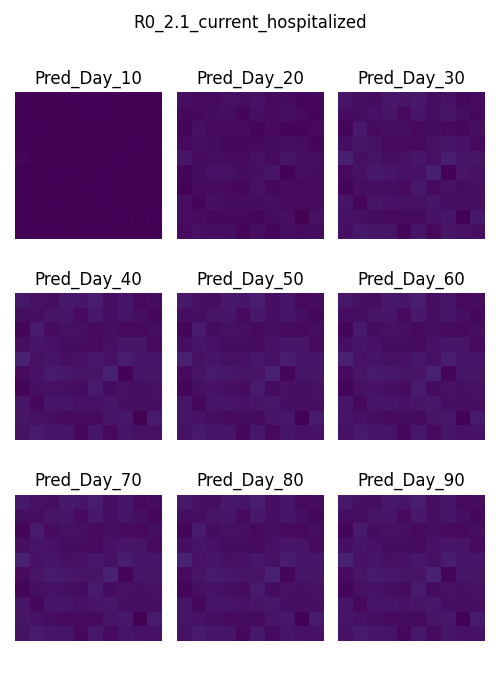 R0_2.1_current_hospitalized
Pred_Day_10 Pred_Day_20 Pred_Day_30
Pred_Day_40 Pred_Day_50 Pred_Day_60
Pred_Day_70 Pred_Day_80 Pred_Day_90